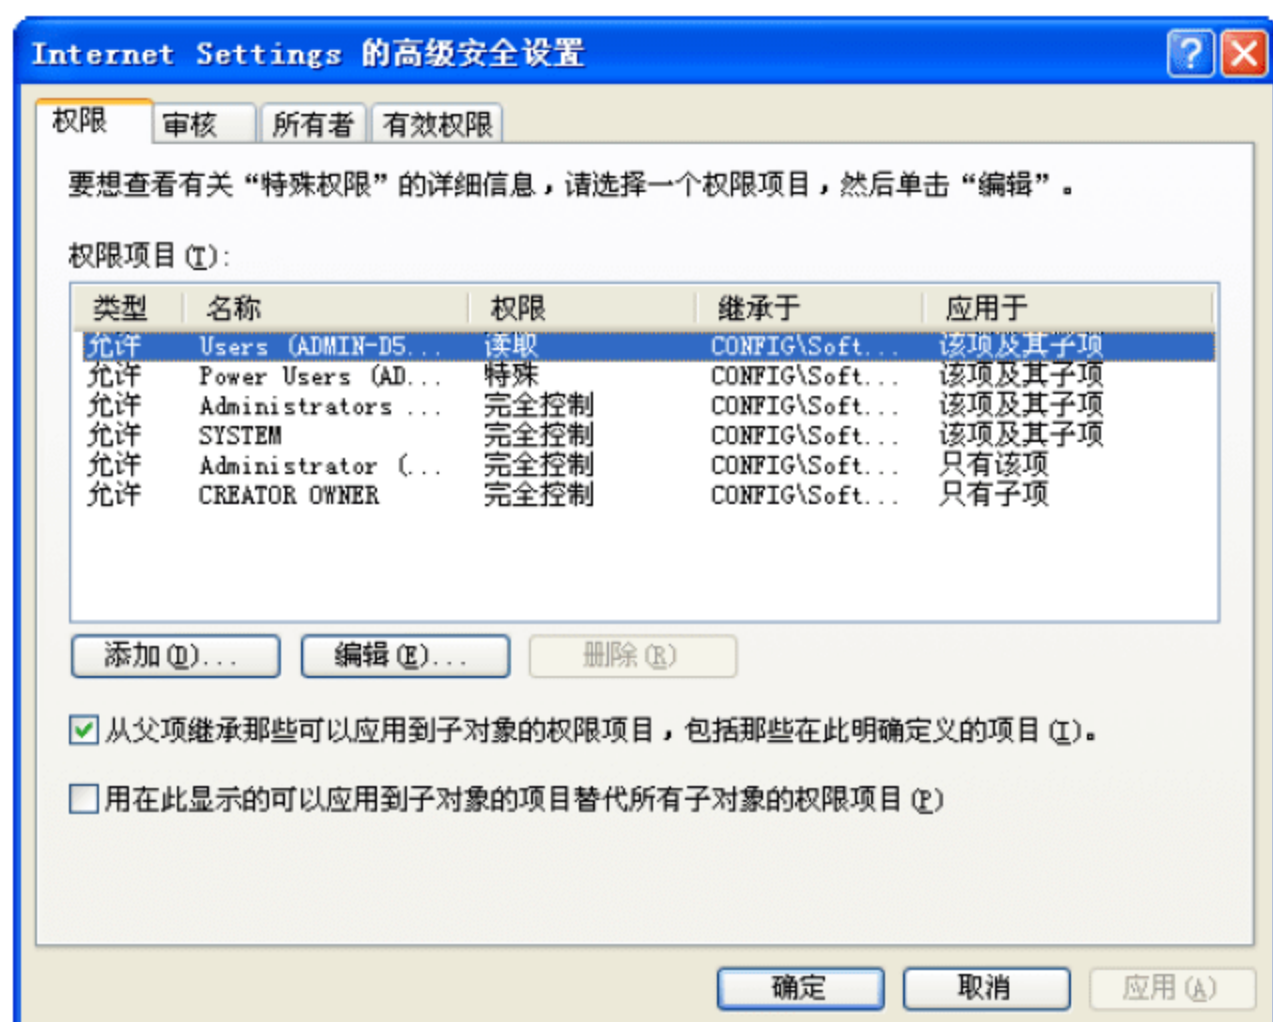 Internet Settings 的高级安全设置
权限 审核 所有者 有效权限
要想查看有关“特殊权限”的详细信息，请选择一个权限项目，然后单击“编辑”。
权限项目(T):
类型 名称 权限 继承于 应用于
允许 Users (ADMIN-D5... 读取 CONFIG\Soft... 该项及其子项
允许 Power Users (AD... 特殊 CONFIG\Soft... 该项及其子项
允许 Administrators ... 完全控制 CONFIG\Soft... 该项及其子项
允许 SYSTEM 完全控制 CONFIG\Soft... 该项及其子项
允许 Administrator (... 完全控制 CONFIG\Soft... 只有该项
允许 CREATOR OWNER 完全控制 CONFIG\Soft... 只有子项
添加(D)... 编辑(E)... 删除(R)
从父项继承那些可以应用到子对象的权限项目，包括那些在此明确定义的项目(I)。
用在此显示的可以应用到子对象的项目替代所有子对象的权限项目(P)
确定 取消 应用(A)